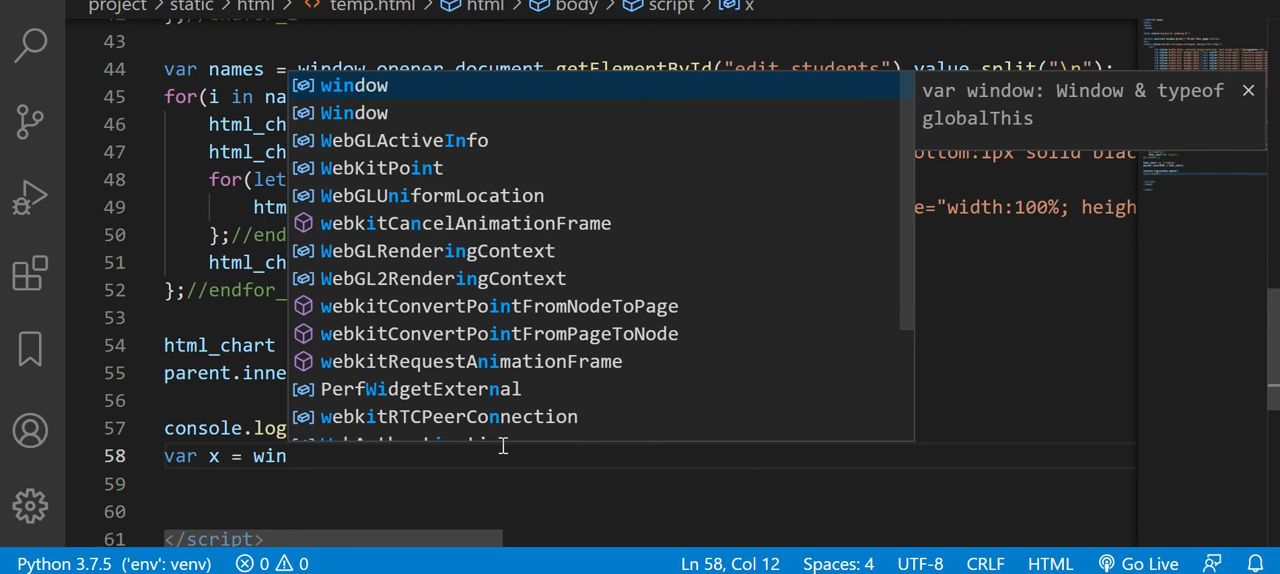 project > static > html > <> temp.html > html > body > script > x
43
44 var names = window.opener.document.getElementById("edit_students").value.split("\n");
45 for(i in na
46 html_ch
47 html_ch ottom:1px solid blac
48 for(let
49 htm e="width:100%; heigh
50 };//end
51 html_ch
52 };//endfor_
53
54 html_chart
55 parent.inne
56
57 console.log
58 var x = win
59
60
61 </script>
window
Window
WebGLActiveInfo
WebKitPoint
WebGLUniformLocation
webkitCancelAnimationFrame
WebGLRenderingContext
WebGL2RenderingContext
webkitConvertPointFromNodeToPage
webkitConvertPointFromPageToNode
webkitRequestAnimationFrame
PerfWidgetExternal
webkitRTCPeerConnection
var window: Window & typeof
globalThis
Python 3.7.5 ('env': venv) 0 0 Ln 58, Col 12 Spaces: 4 UTF-8 CRLF HTML Go Live